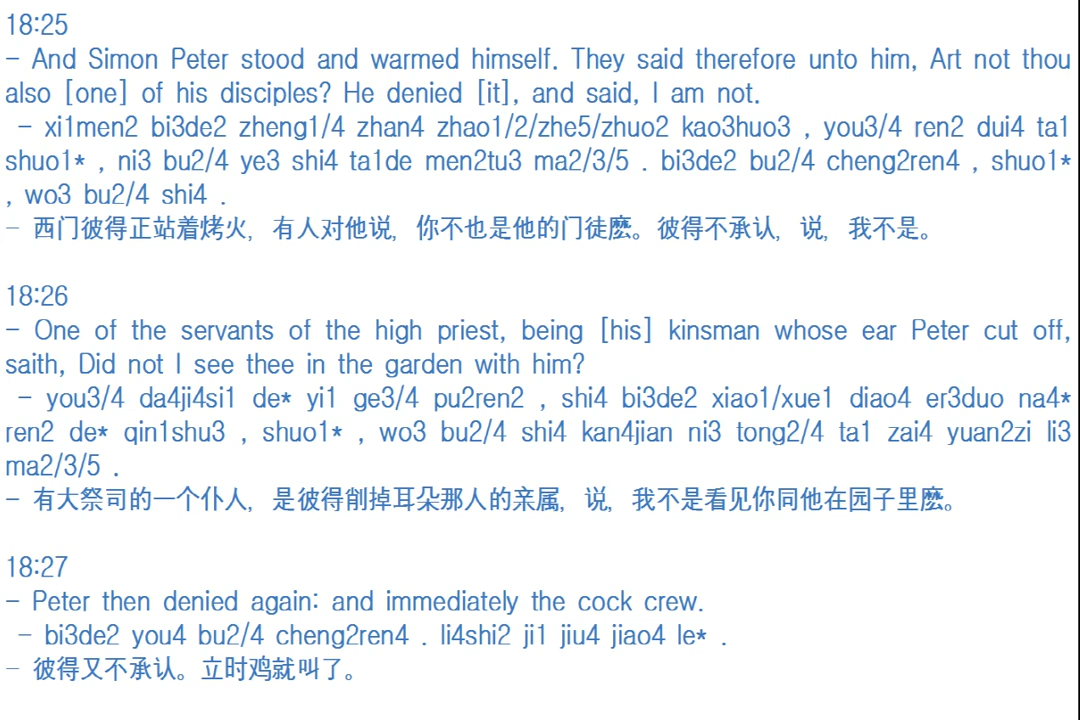 18:25
- And Simon Peter stood and warmed himself. They said therefore unto him, Art not thou
also [one] of his disciples? He denied [it], and said, I am not.
- xi1men2 bi3de2 zheng1/4 zhan4 zhao1/2/zhe5/zhuo2 kao3huo3 , you3/4 ren2 dui4 ta1
shuo1* , ni3 bu2/4 ye3 shi4 ta1de men2tu3 ma2/3/5 . bi3de2 bu2/4 cheng2ren4 , shuo1*
, wo3 bu2/4 shi4 .
- 西门彼得正站着烤火, 有人对他说, 你不也是他的门徒麽。彼得不承认, 说, 我不是。
18:26
- One of the servants of the high priest, being [his] kinsman whose ear Peter cut off,
saith, Did not I see thee in the garden with him?
- you3/4 da4ji4si1 de* yi1 ge3/4 pu2ren2 , shi4 bi3de2 xiao1/xue1 diao4 er3duo na4*
ren2 de* qin1shu3 , shuo1* , wo3 bu2/4 shi4 kan4jian ni3 tong2/4 ta1 zai4 yuan2zi li3
ma2/3/5 .
- 有大祭司的一个仆人, 是彼得削掉耳朵那人的亲属, 说, 我不是看见你同他在园子里麽。
18:27
- Peter then denied again: and immediately the cock crew.
- bi3de2 you4 bu2/4 cheng2ren4 . li4shi2 ji1 jiu4 jiao4 le* .
- 彼得又不承认。立时鸡就叫了。